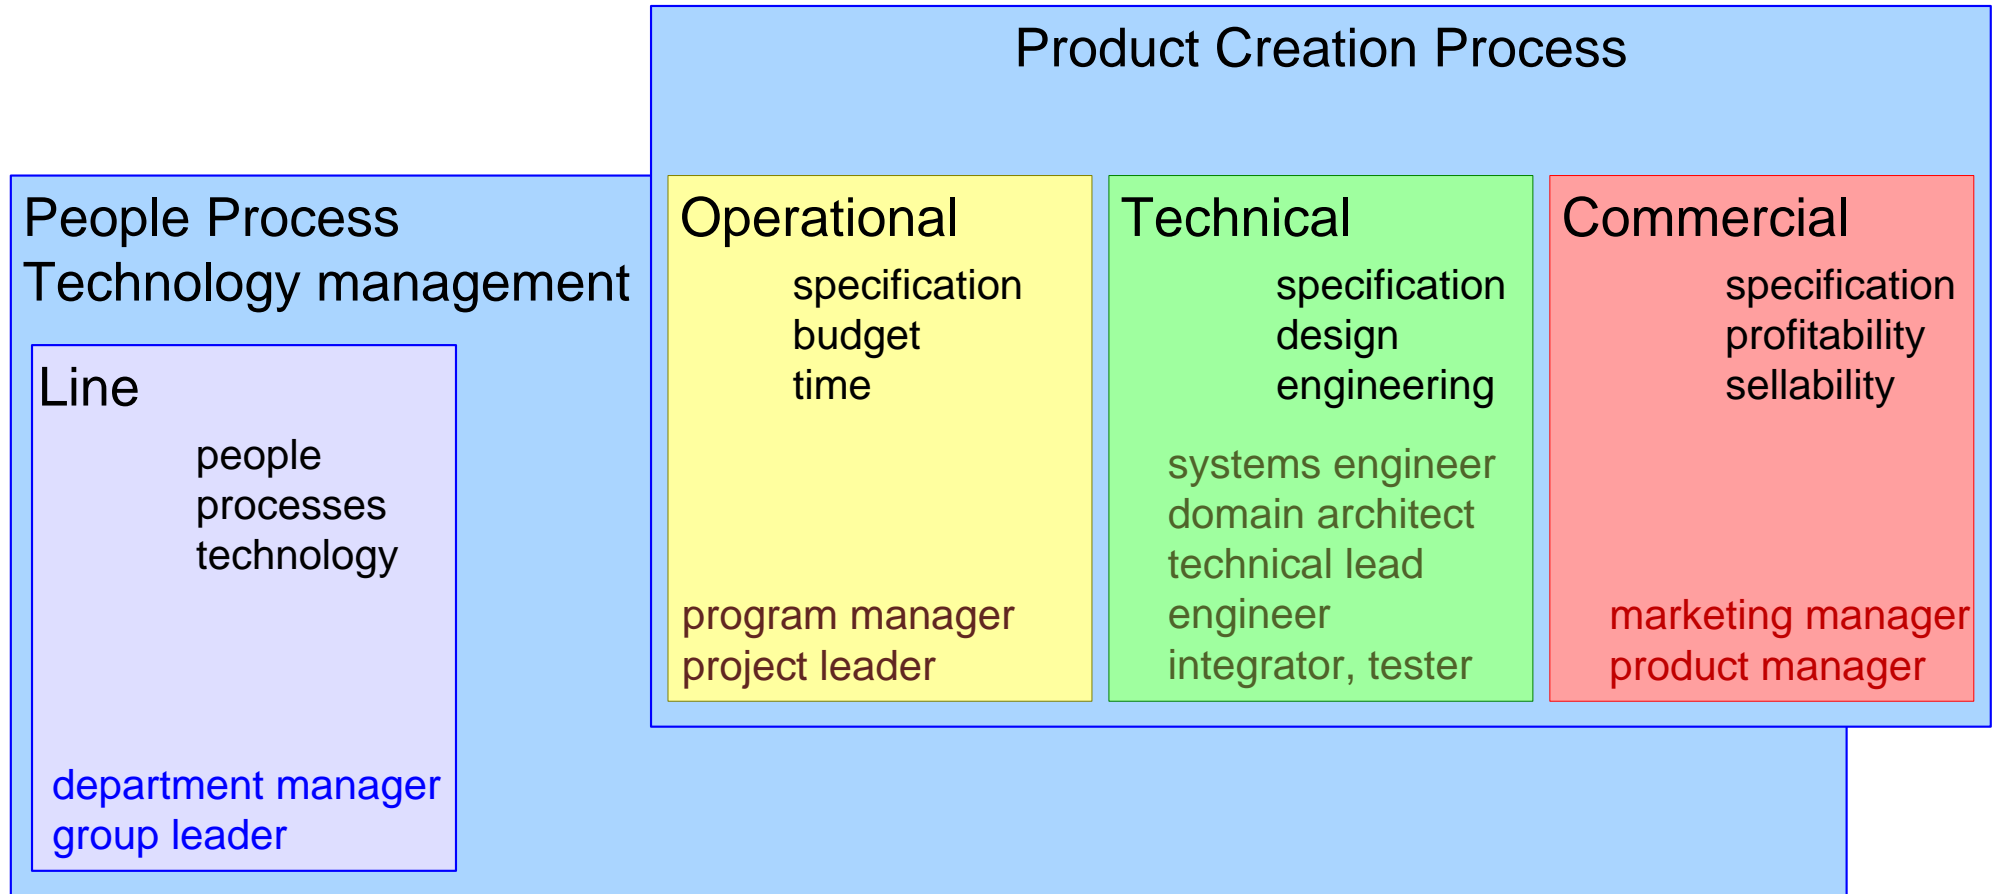 Product Creation Process
People Process
Technology management
Line
people
processes
technology
department manager
group leader
Operational
specification
budget
time
program manager
project leader
Technical
specification
design
engineering
systems engineer
domain architect
technical lead
engineer
integrator, tester
Commercial
specification
profitability
sellability
marketing manager
product manager